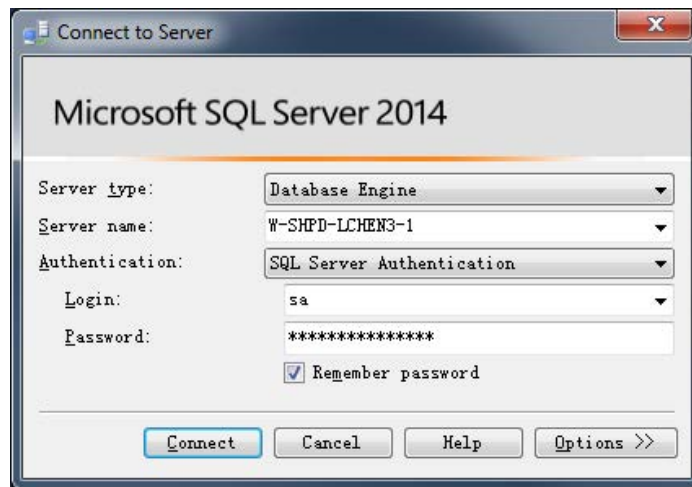 Connect to Server
Microsoft SQL Server 2014
Server type: Database Engine
Server name: W-SHPD-LCHEN3-1
Authentication: SQL Server Authentication
Login: sa
Password: ***************
Remember password
Connect Cancel Help Options >>